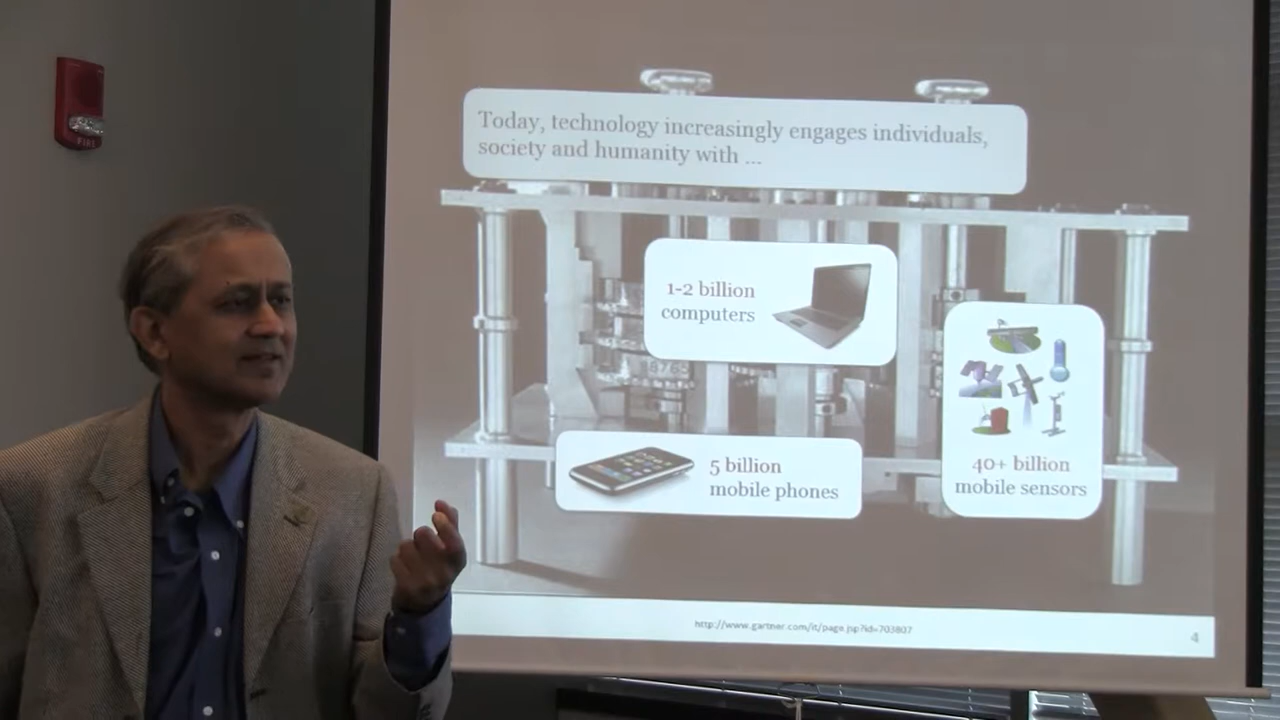 Today, technology increasingly engages individuals,
society and humanity with ...
1-2 billion
computers
5 billion
mobile phones
40+ billion
mobile sensors
http://www.gartner.com/it/page.jsp?id=703807
4
FIRE